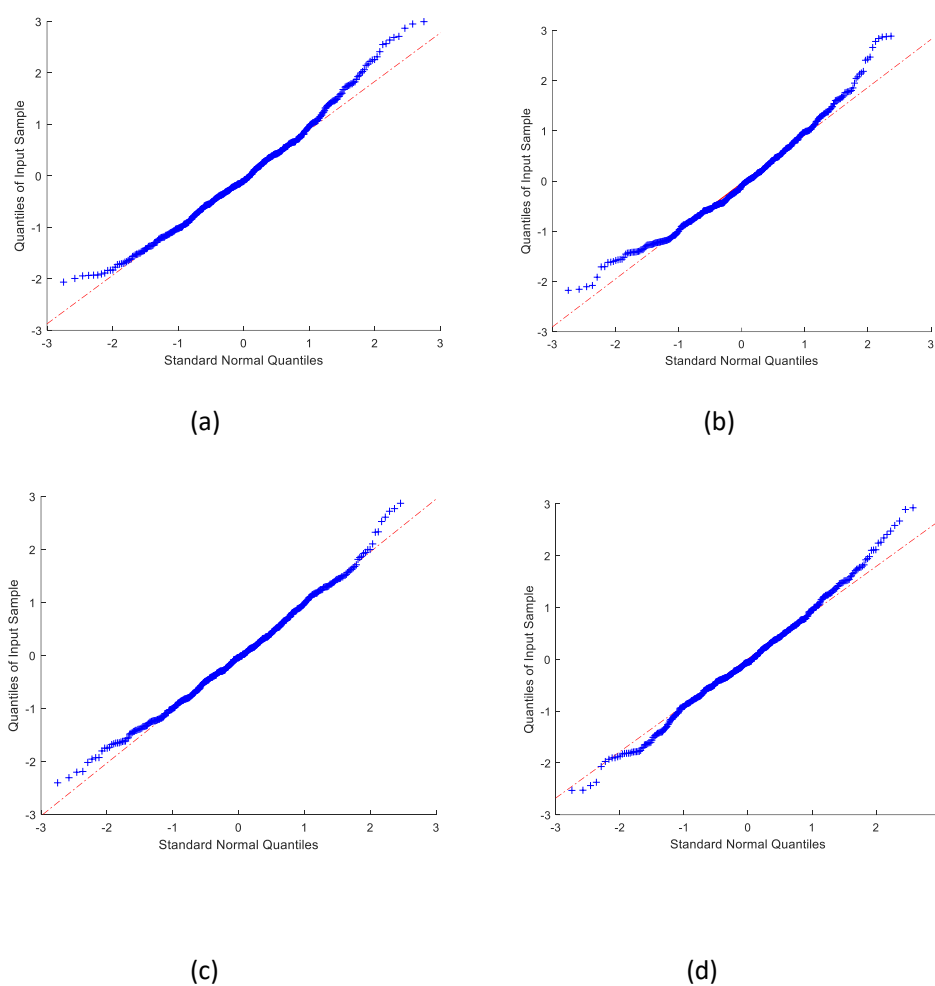 3
2
1
0
-1
-2
-3
Quantiles of Input Sample
-3 -2 -1 0 1 2 3
Standard Normal Quantiles
(a)
3
2
1
0
-1
-2
-3
Quantiles of Input Sample
-3 -2 -1 0 1 2 3
Standard Normal Quantiles
(b)
3
2
1
0
-1
-2
-3
Quantiles of Input Sample
-3 -2 -1 0 1 2 3
Standard Normal Quantiles
(c)
3
2
1
0
-1
-2
-3
Quantiles of Input Sample
-3 -2 -1 0 1 2
Standard Normal Quantiles
(d)